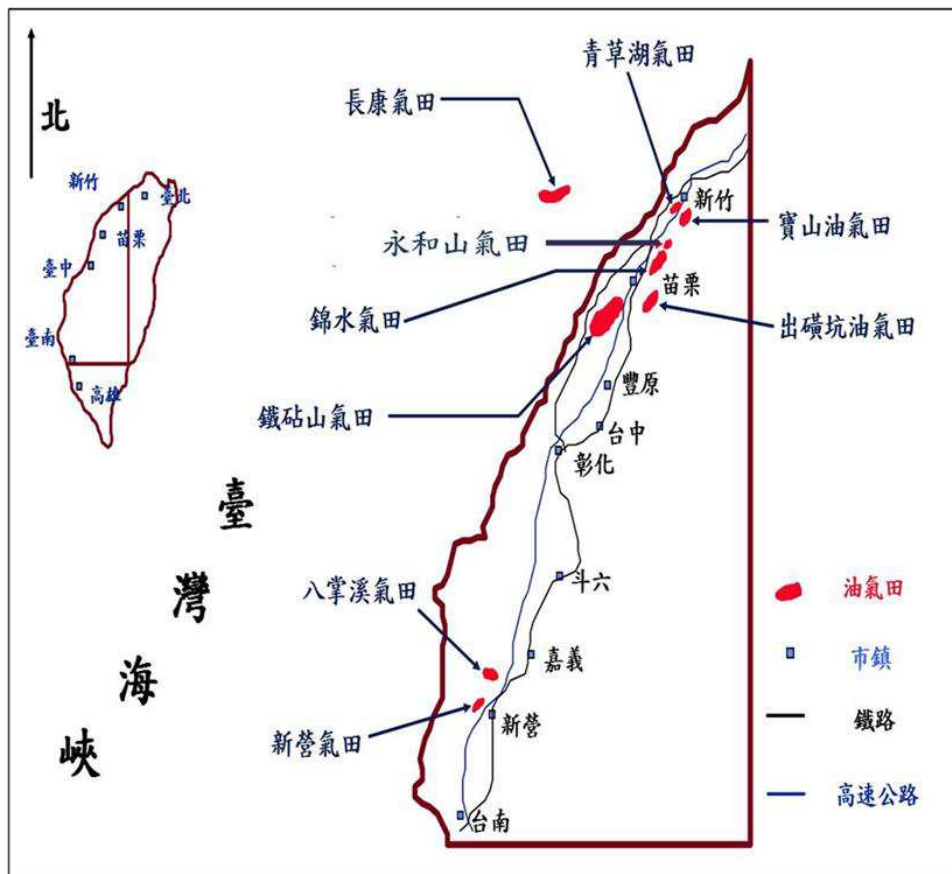 北
新竹
臺北
苗栗
臺中
臺南
高雄
臺灣海峽
青草湖氣田
長康氣田
新竹
寶山油氣田
永和山氣田
苗栗
錦水氣田
出磺坑油氣田
豐原
鐵砧山氣田
台中
彰化
斗六
八掌溪氣田
嘉義
新營氣田
新營
台南
油氣田
市鎮
鐵路
高速公路